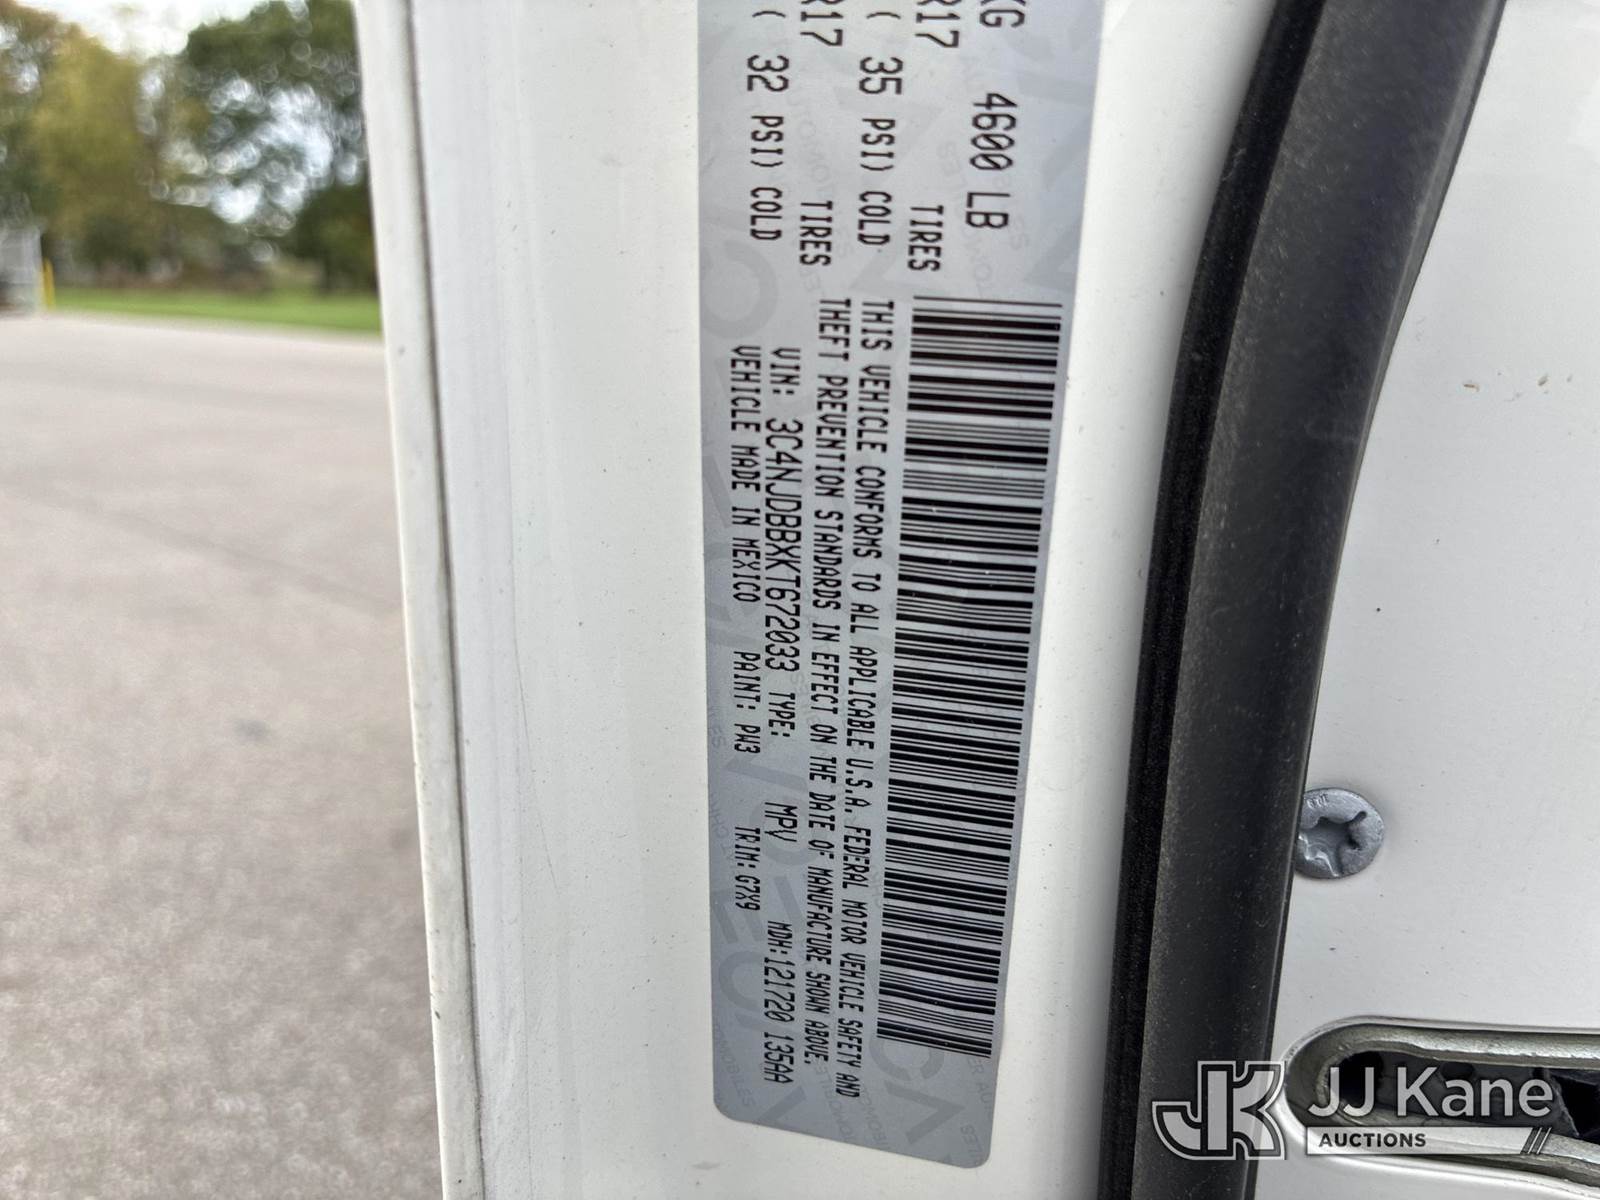 KG 4600 LB
R17 TIRES
( 35 PSI) COLD
R17 TIRES
( 32 PSI) COLD
THIS VEHICLE CONFORMS TO ALL APPLICABLE U.S.A. FEDERAL MOTOR VEHICLE SAFETY AND
THEFT PREVENTION STANDARDS IN EFFECT ON THE DATE OF MANUFACTURE SHOWN ABOVE.
VIN: 3C4NJDBBXKT672033 TYPE: MPV MDH:121720 135AA
VEHICLE MADE IN MEXICO PAINT: PW3 TRIM: G7X9
JJ Kane
AUCTIONS